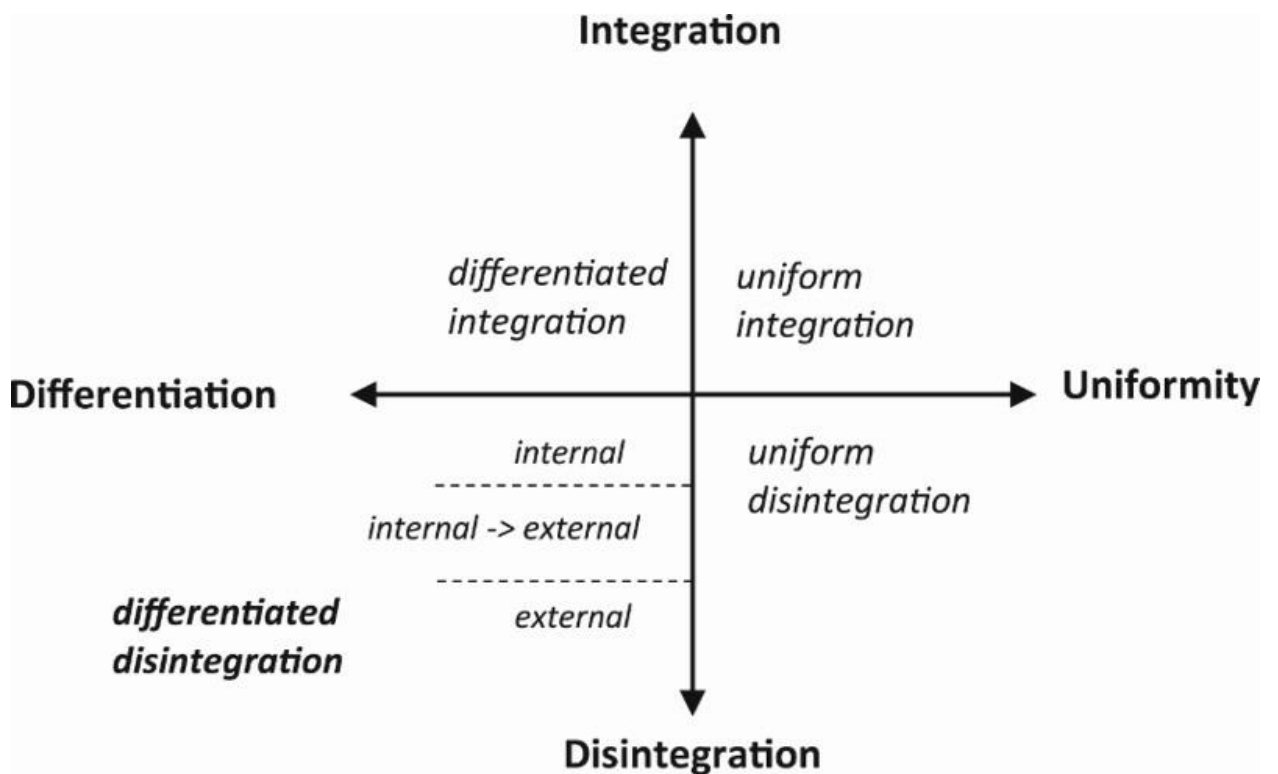 Integration
differentiated
integration
uniform
integration
Differentiation
Uniformity
internal
uniform
disintegration
internal -> external
differentiated
disintegration
external
Disintegration